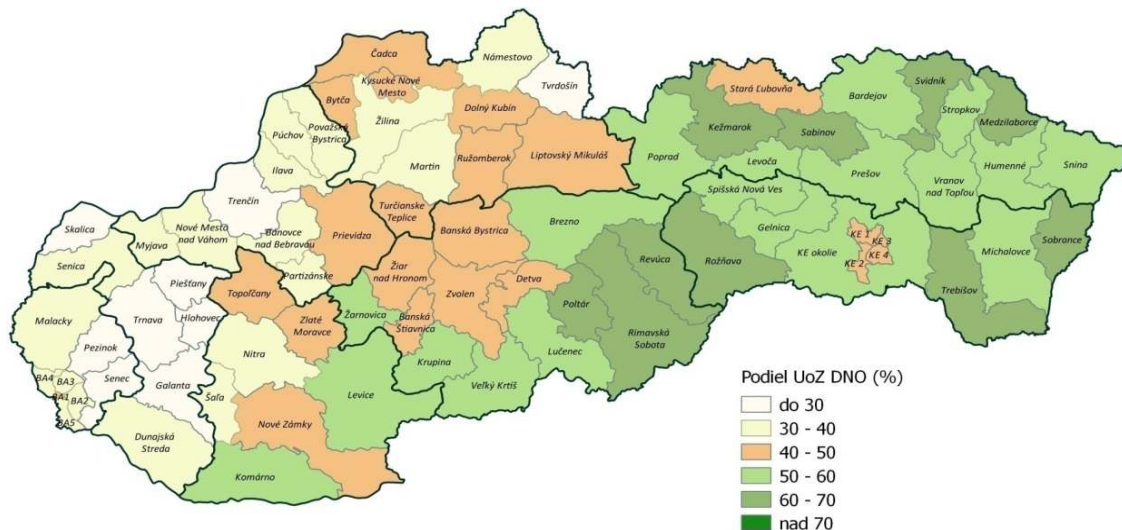 Čadca
Námestovo
Tvrdošín
Kysucké Nové
Mesto
Bytča
Dolný Kubín
Žilina
Stará Ľubovňa
Bardejov
Svidník
Stropkov
Medzilaborce
Púchov
Považská
Bystrica
Ilava
Martin
Ružomberok
Liptovský Mikuláš
Kežmarok
Sabinov
Poprad
Levoča
Prešov
Vranov
nad Topľou
Humenné
Snina
Trenčín
Turčianske
Teplice
Spišská Nová Ves
Skalica
Nové Mesto
nad Váhom
Myjava
Bánovce
nad Bebravou
Prievidza
Banská Bystrica
Brezno
Gelnica
KE okolie
KE 1
KE 3
KE 4
KE 2
Michalovce
Sobrance
Senica
Partizánske
Žiar
nad Hronom
Revúca
Rožňava
Piešťany
Topoľčany
Zvolen
Detva
Poltár
Trebišov
Malacky
Trnava
Hlohovec
Zlaté
Moravce
Žarnovica
Banská
Štiavnica
Rimavská
Sobota
Pezinok
Nitra
Krupina
Lučenec
Senec
Galanta
BA4
BA3
BA1
BA2
BA5
Šaľa
Levice
Veľký Krtíš
Dunajská
Streda
Nové Zámky
Komárno
Podiel UoZ DNO (%)
do 30
30 - 40
40 - 50
50 - 60
60 - 70
nad 70